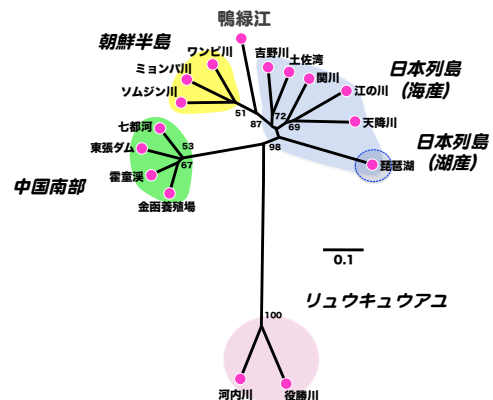 鴨緑江
朝鮮半島
ワンピ川
ミョンパ川
ソムジン川
吉野川
土佐湾
関川
江の川
天降川
日本列島
(海産)
日本列島
(湖産)
琵琶湖
51
87
72
69
98
七都河
東張ダム
霍童渓
金函養殖場
53
67
中国南部
0.1
リュウキュウアユ
100
河内川
役勝川